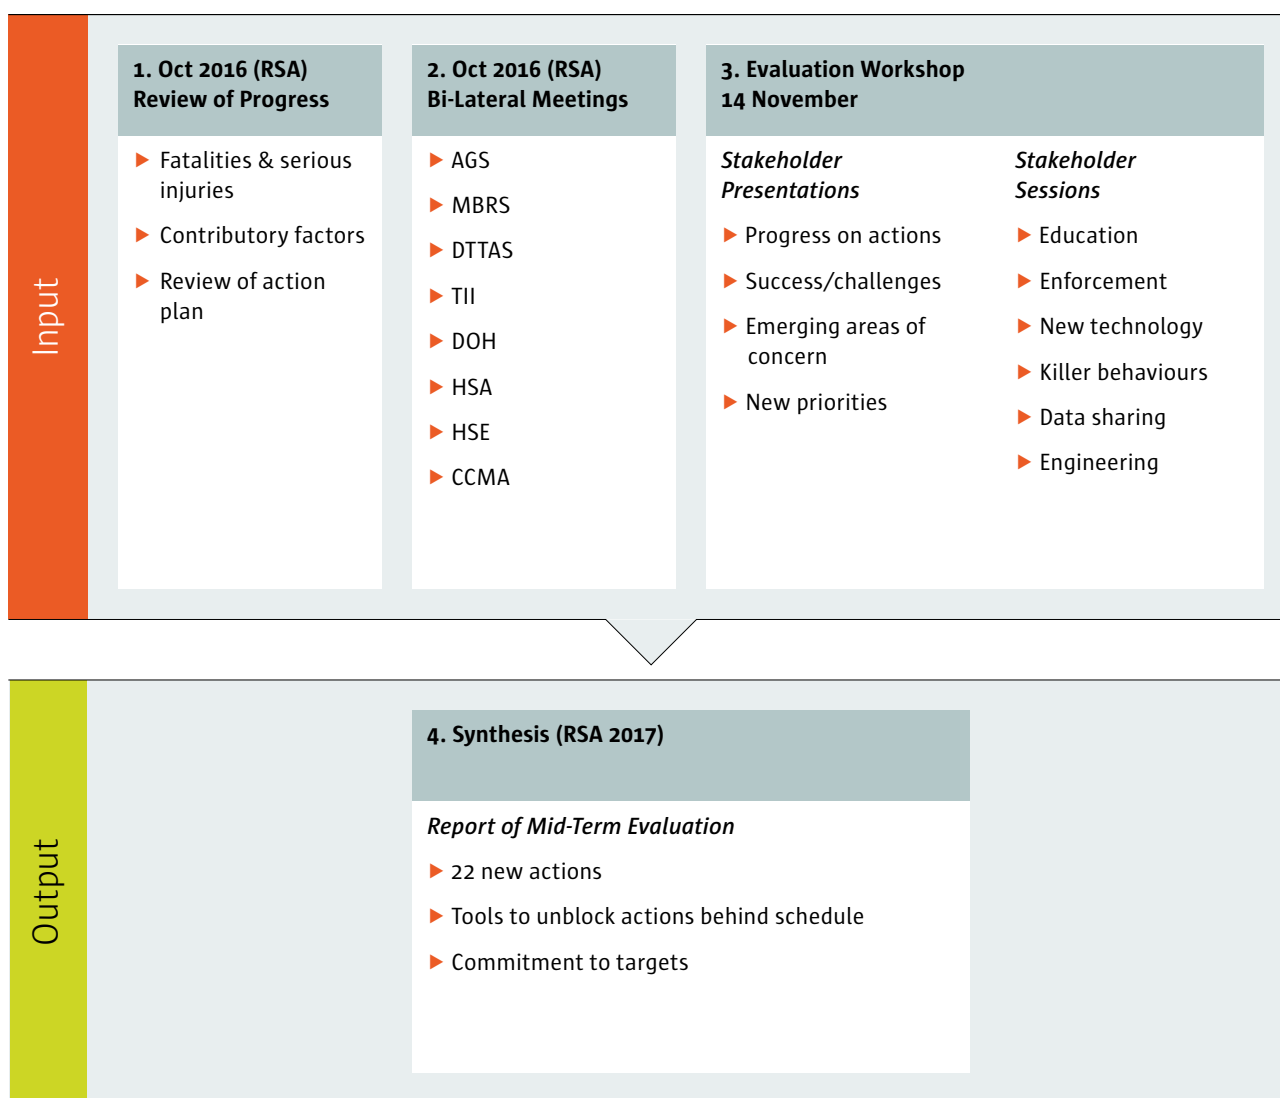 Input
1. Oct 2016 (RSA)
Review of Progress
Fatalities & serious
injuries
Contributory factors
Review of action
plan
2. Oct 2016 (RSA)
Bi-Lateral Meetings
AGS
MBRS
DTTAS
TII
DOH
HSA
HSE
CCMA
3. Evaluation Workshop
14 November
Stakeholder
Presentations
Progress on actions
Success/challenges
Emerging areas of
concern
New priorities
Stakeholder
Sessions
Education
Enforcement
New technology
Killer behaviours
Data sharing
Engineering
Output
4. Synthesis (RSA 2017)
Report of Mid-Term Evaluation
22 new actions
Tools to unblock actions behind schedule
Commitment to targets